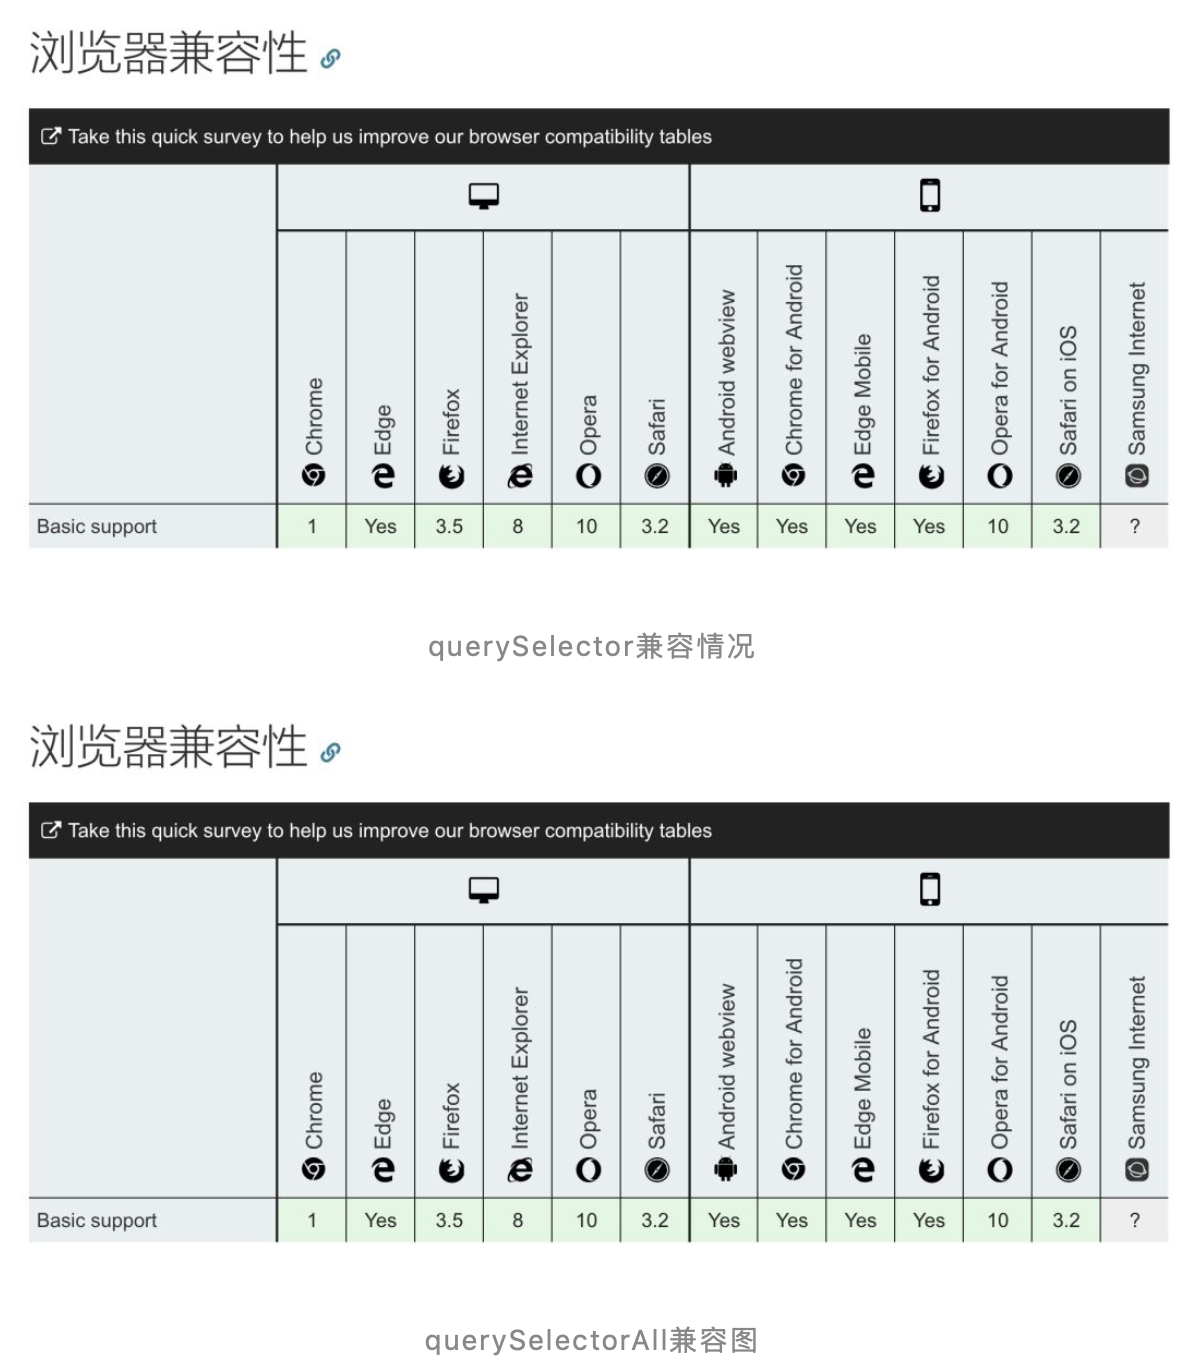 浏览器兼容性
Take this quick survey to help us improve our browser compatibility tables
Chrome
Edge
Firefox
Internet Explorer
Opera
Safari
Android webview
Chrome for Android
Edge Mobile
Firefox for Android
Opera for Android
Safari on iOS
Samsung Internet
Basic support 1 Yes 3.5 8 10 3.2 Yes Yes Yes Yes 10 3.2 ?
querySelector兼容情况
浏览器兼容性
Take this quick survey to help us improve our browser compatibility tables
Chrome
Edge
Firefox
Internet Explorer
Opera
Safari
Android webview
Chrome for Android
Edge Mobile
Firefox for Android
Opera for Android
Safari on iOS
Samsung Internet
Basic support 1 Yes 3.5 8 10 3.2 Yes Yes Yes Yes 10 3.2 ?
querySelectorAll兼容图